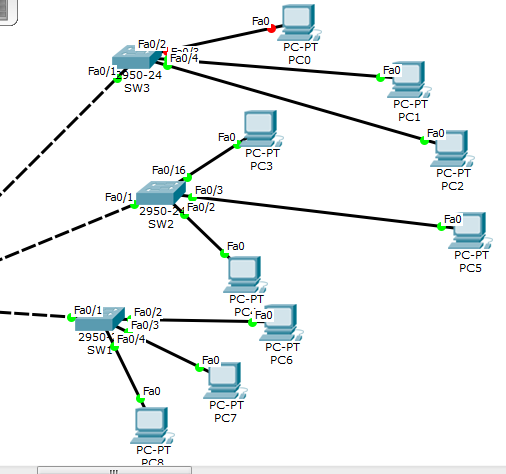 Fa0
Fa0/2
PC-PT
PC0
Fa0/4
Fa0/1
2950-24
SW3
Fa0
PC-PT
PC1
Fa0
PC-PT
PC2
Fa0
PC-PT
PC3
Fa0/16
Fa0/1
Fa0/3
Fa0/2
SW2
Fa0
PC-PT
PC5
Fa0
PC-PT
Fa0/1
Fa0/2
Fa0/3
Fa0/4
SW1
Fa0
PC-PT
PC6
Fa0
PC-PT
PC7
Fa0
PC-PT
PC8